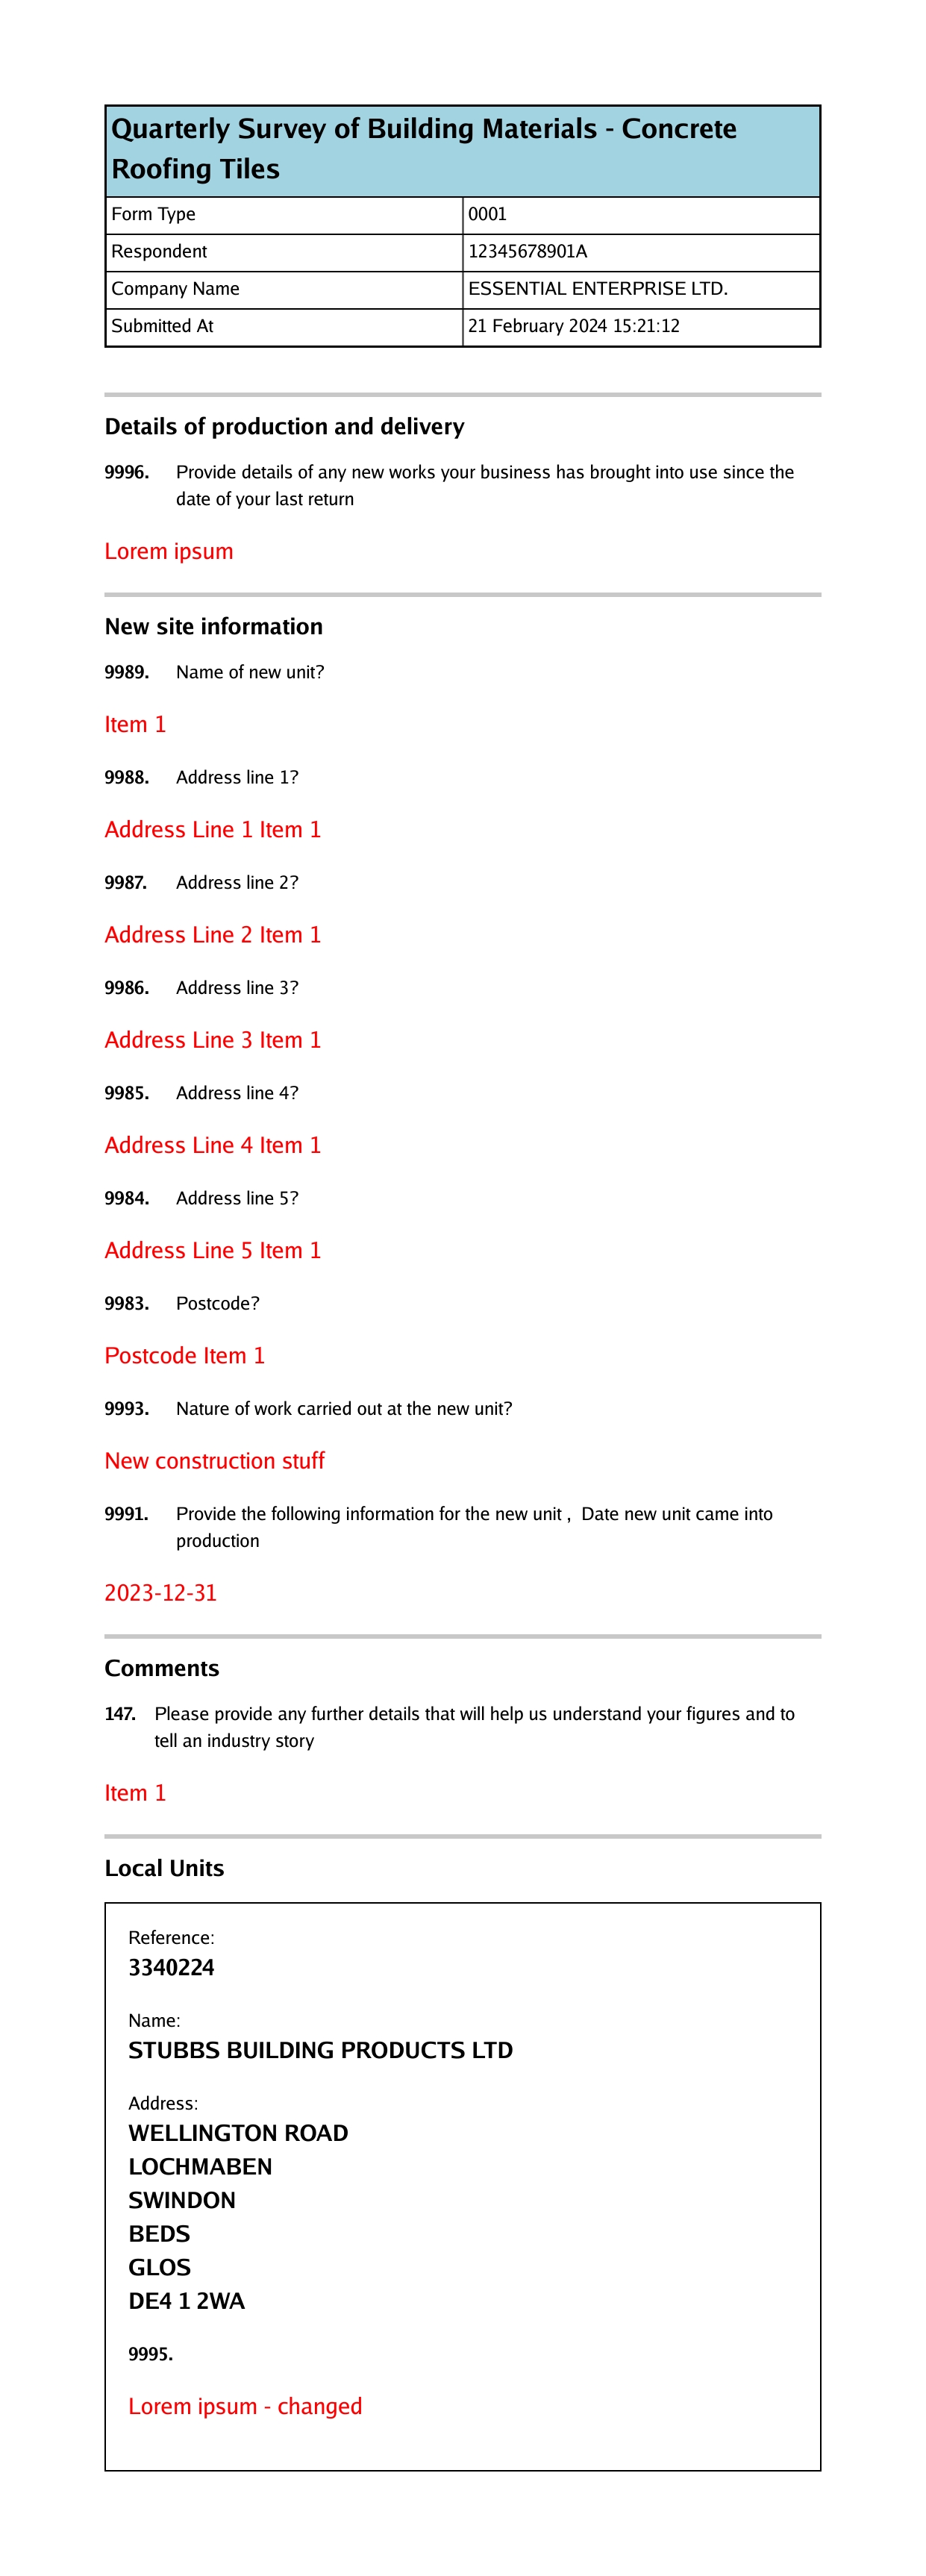 Quarterly Survey of Building Materials - Concrete
Roofing Tiles
Form Type 0001
Respondent 12345678901A
Company Name ESSENTIAL ENTERPRISE LTD.
Submitted At 21 February 2024 15:21:12
Details of production and delivery
9996. Provide details of any new works your business has brought into use since the
date of your last return
Lorem ipsum
New site information
9989. Name of new unit?
Item 1
9988. Address line 1?
Address Line 1 Item 1
9987. Address line 2?
Address Line 2 Item 1
9986. Address line 3?
Address Line 3 Item 1
9985. Address line 4?
Address Line 4 Item 1
9984. Address line 5?
Address Line 5 Item 1
9983. Postcode?
Postcode Item 1
9993. Nature of work carried out at the new unit?
New construction stuff
9991. Provide the following information for the new unit , Date new unit came into
production
2023-12-31
Comments
147. Please provide any further details that will help us understand your figures and to
tell an industry story
Item 1
Local Units
Reference:
3340224
Name:
STUBBS BUILDING PRODUCTS LTD
Address:
WELLINGTON ROAD
LOCHMABEN
SWINDON
BEDS
GLOS
DE4 1 2WA
9995.
Lorem ipsum - changed